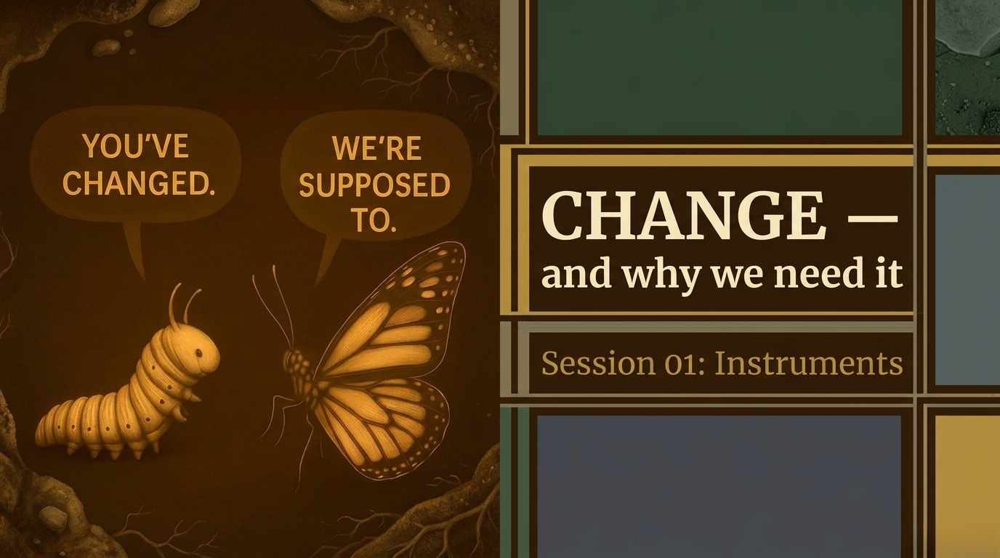 YOU'VE
CHANGED.
WE'RE
SUPPOSED
TO.
CHANGE —
and why we need it
Session 01: Instruments